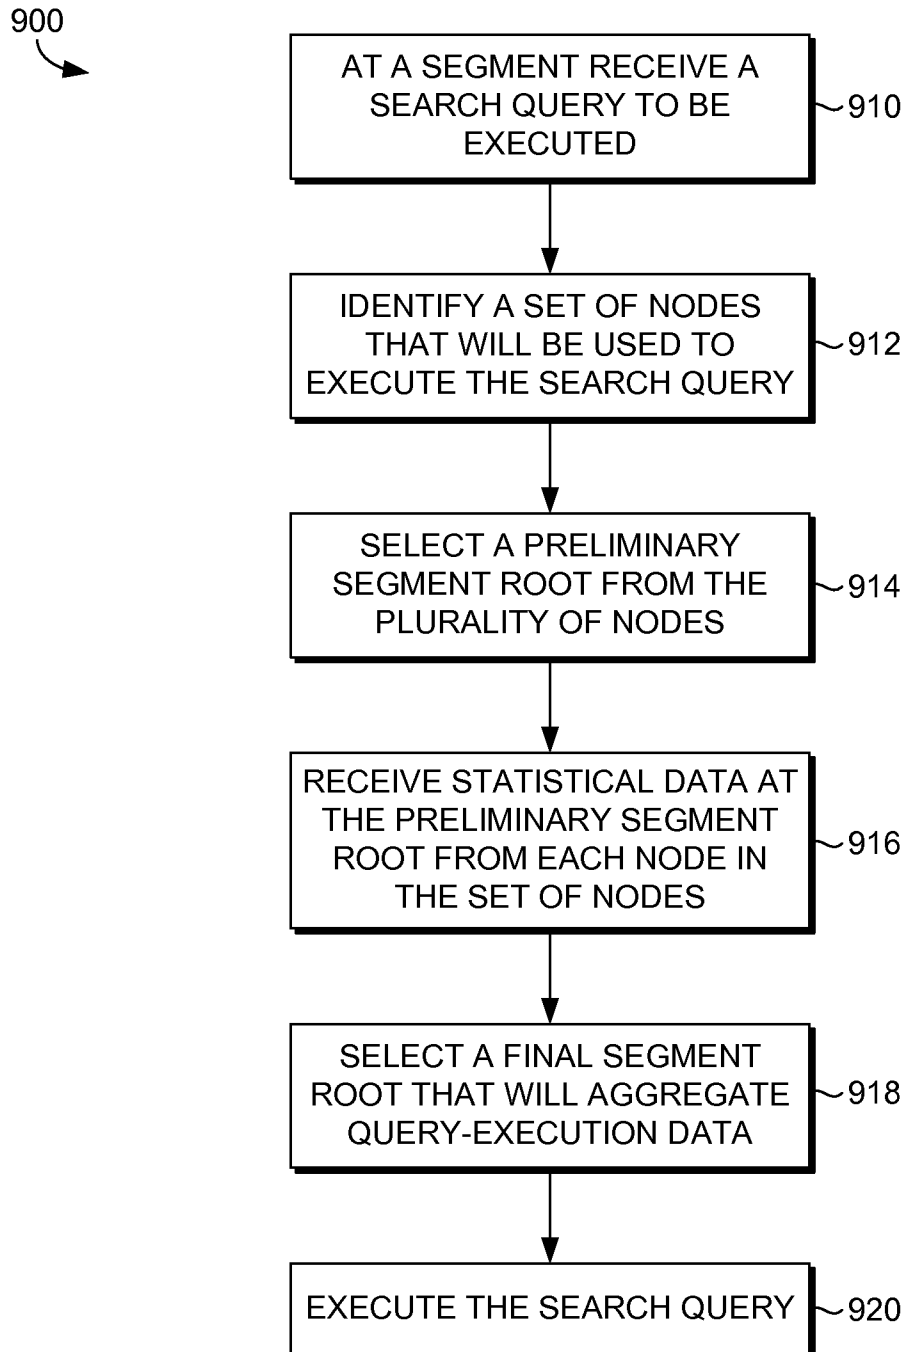 900
AT A SEGMENT RECEIVE A
SEARCH QUERY TO BE
EXECUTED
910
IDENTIFY A SET OF NODES
THAT WILL BE USED TO
EXECUTE THE SEARCH QUERY
912
SELECT A PRELIMINARY
SEGMENT ROOT FROM THE
PLURALITY OF NODES
914
RECEIVE STATISTICAL DATA AT
THE PRELIMINARY SEGMENT
ROOT FROM EACH NODE IN
THE SET OF NODES
916
SELECT A FINAL SEGMENT
ROOT THAT WILL AGGREGATE
QUERY-EXECUTION DATA
918
EXECUTE THE SEARCH QUERY
920